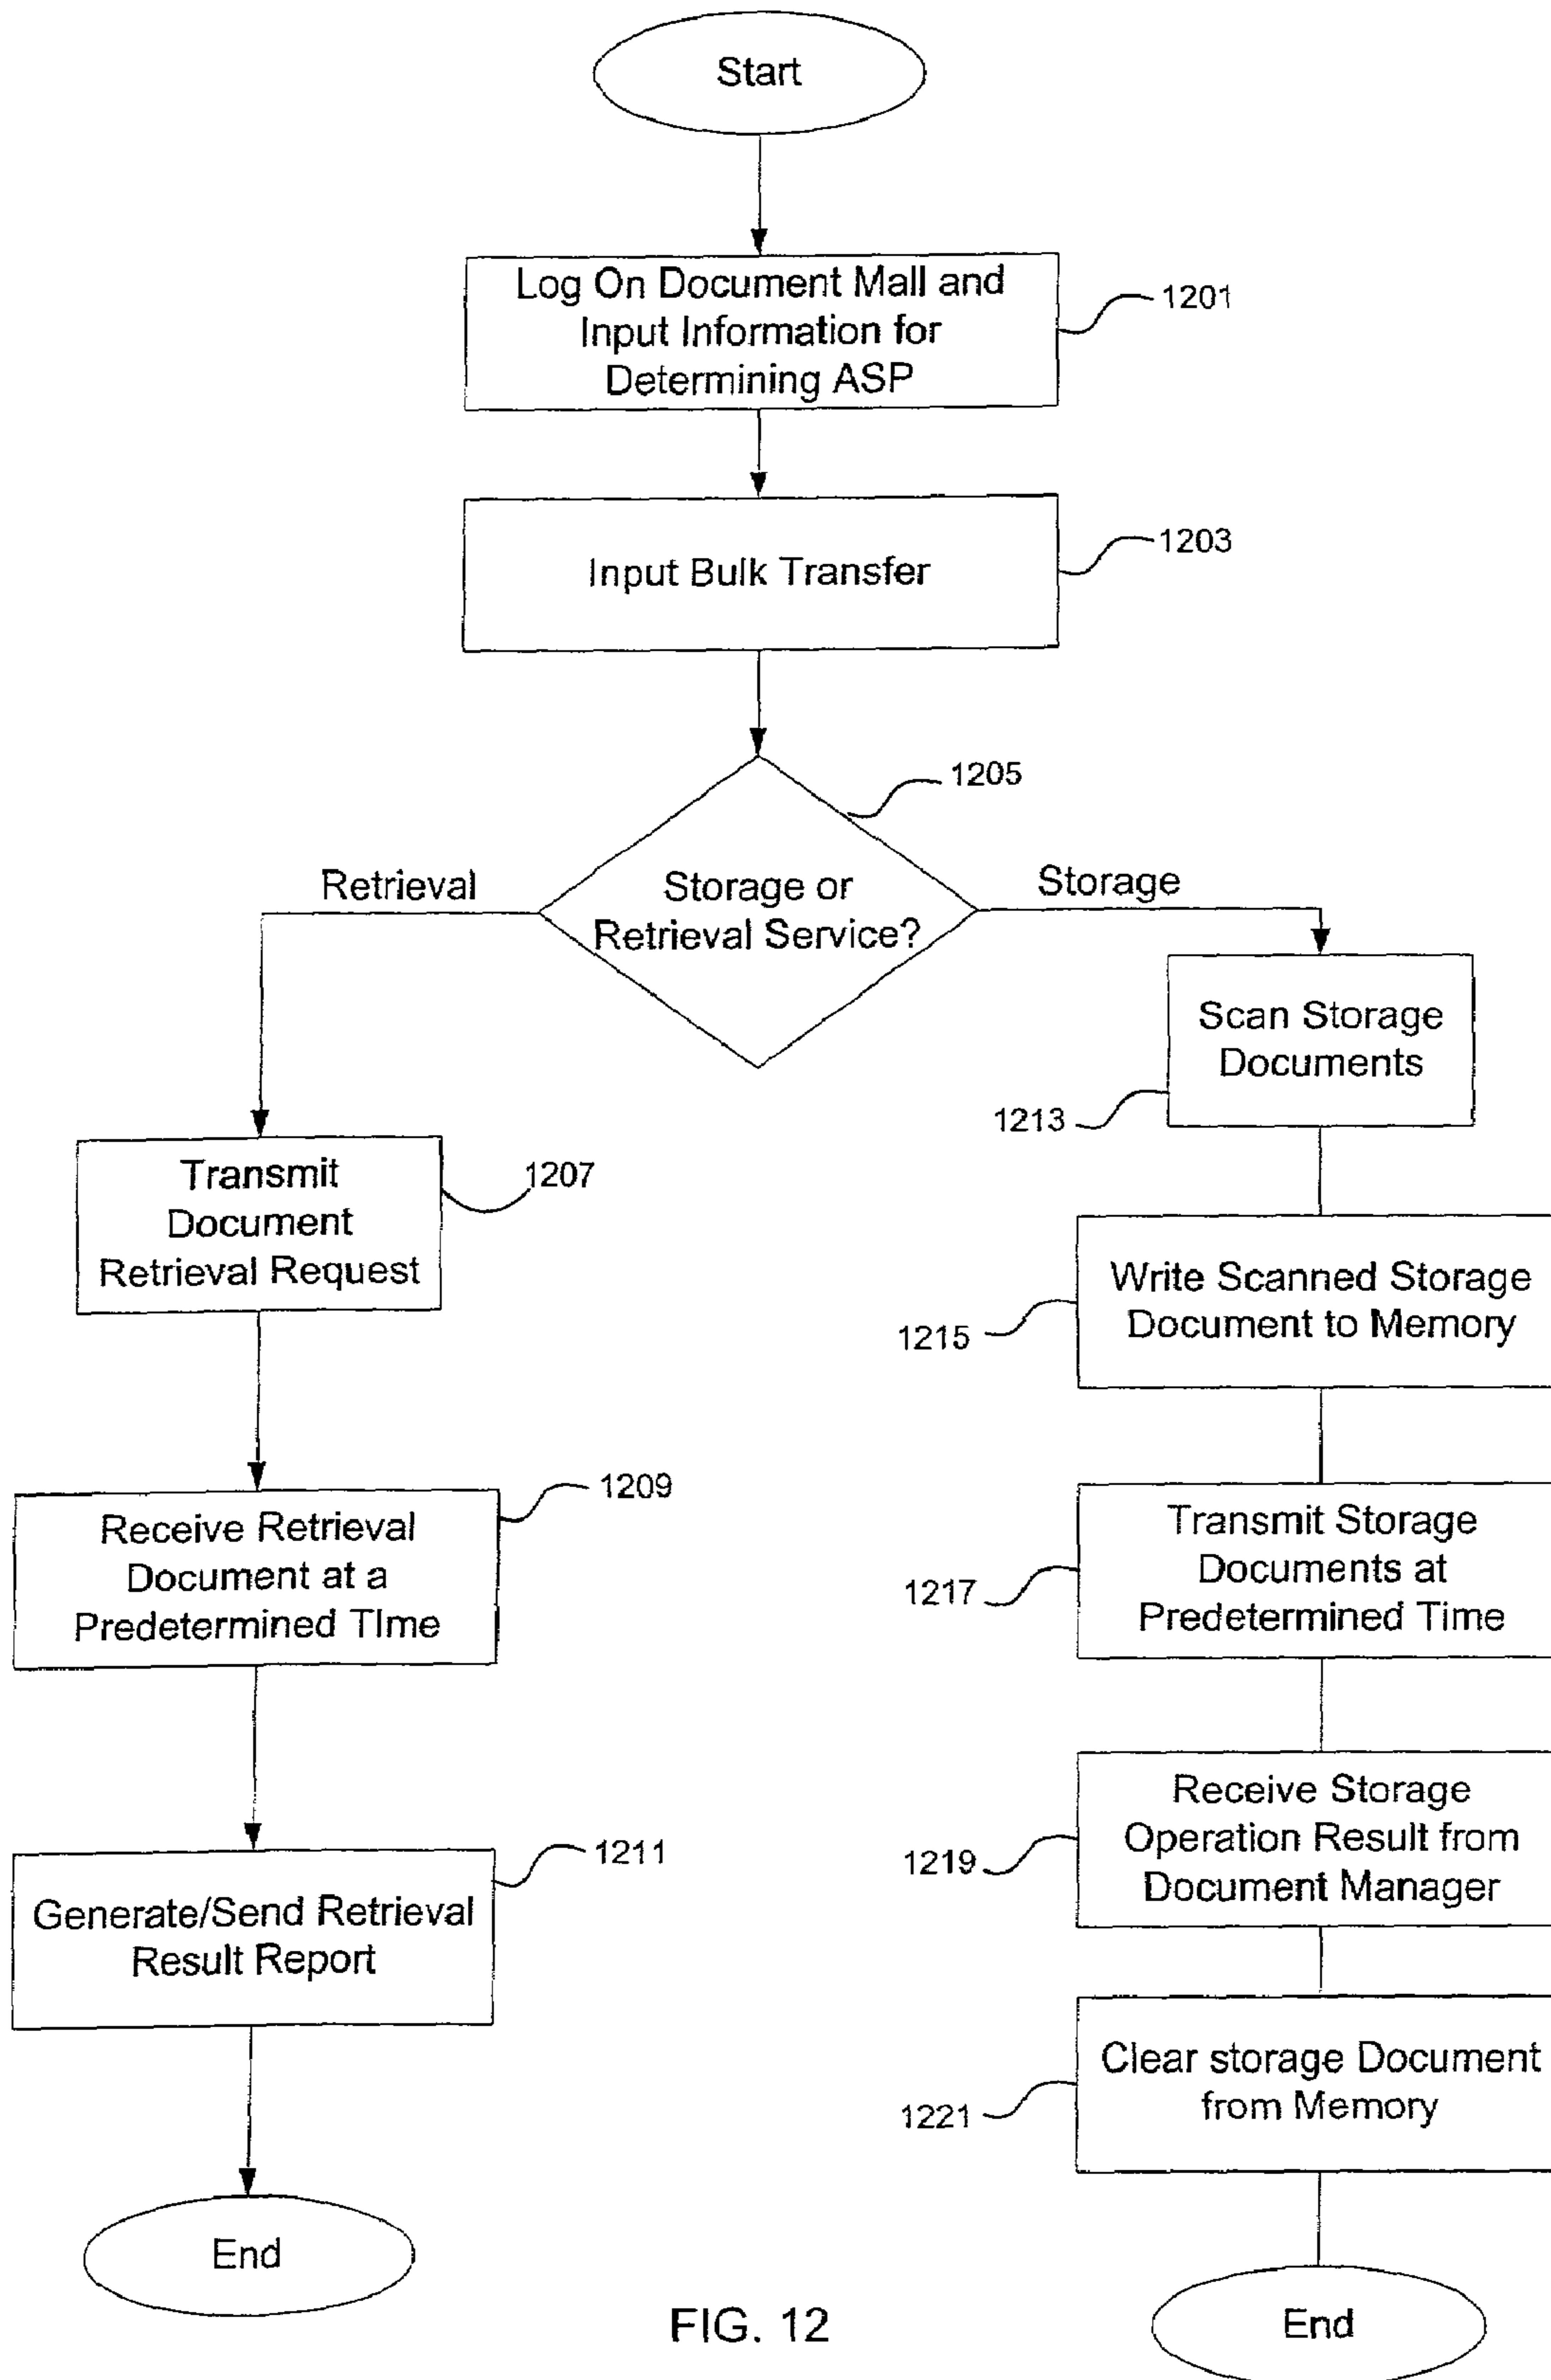 Start
Log On Document Mall and
Input Information for
Determining ASP
1201
Input Bulk Transfer
1203
1205
Storage or
Retrieval Service?
Retrieval
Storage
Transmit
Document
Retrieval Request
1207
Receive Retrieval
Document at a
Predetermined TIme
1209
Generate/Send Retrieval
Result Report
1211
End
Scan Storage
Documents
1213
Write Scanned Storage
Document to Memory
1215
Transmit Storage
Documents at
Predetermined Time
1217
Receive Storage
Operation Result from
Document Manager
1219
Clear storage Document
from Memory
1221
End
FIG. 12